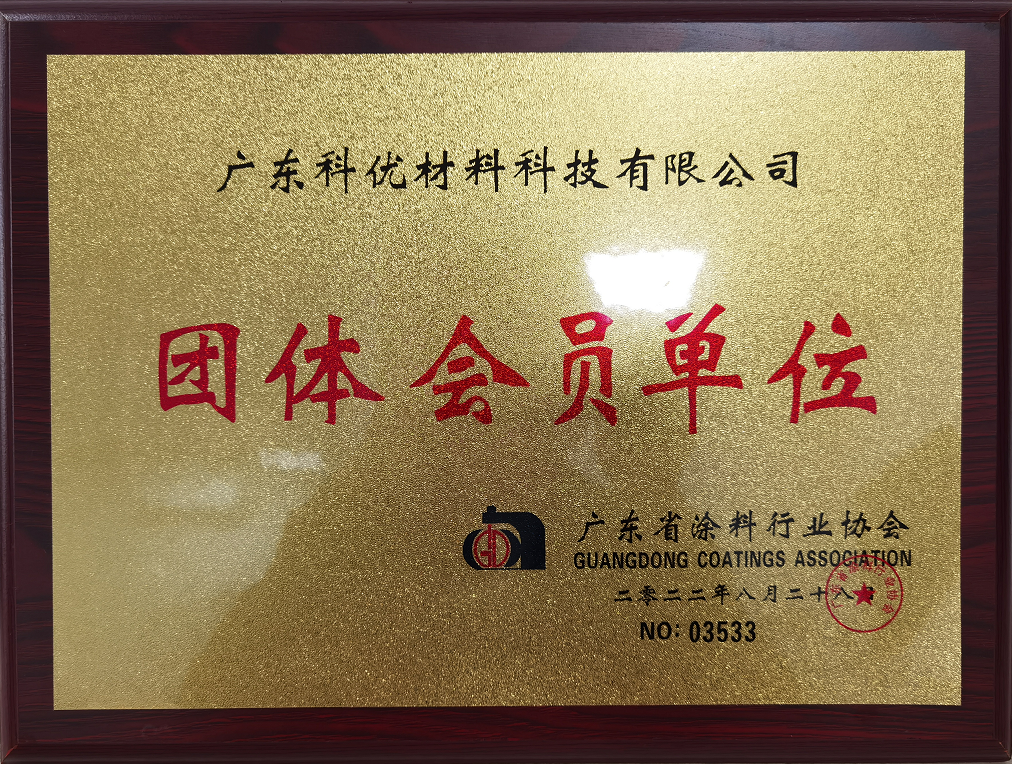 广东科优材料科技有限公司
团体会员单位
广东省涂料行业协会
GUANGDONG COATINGS ASSOCIATION
二零二二年八月二十八日
NO: 03533